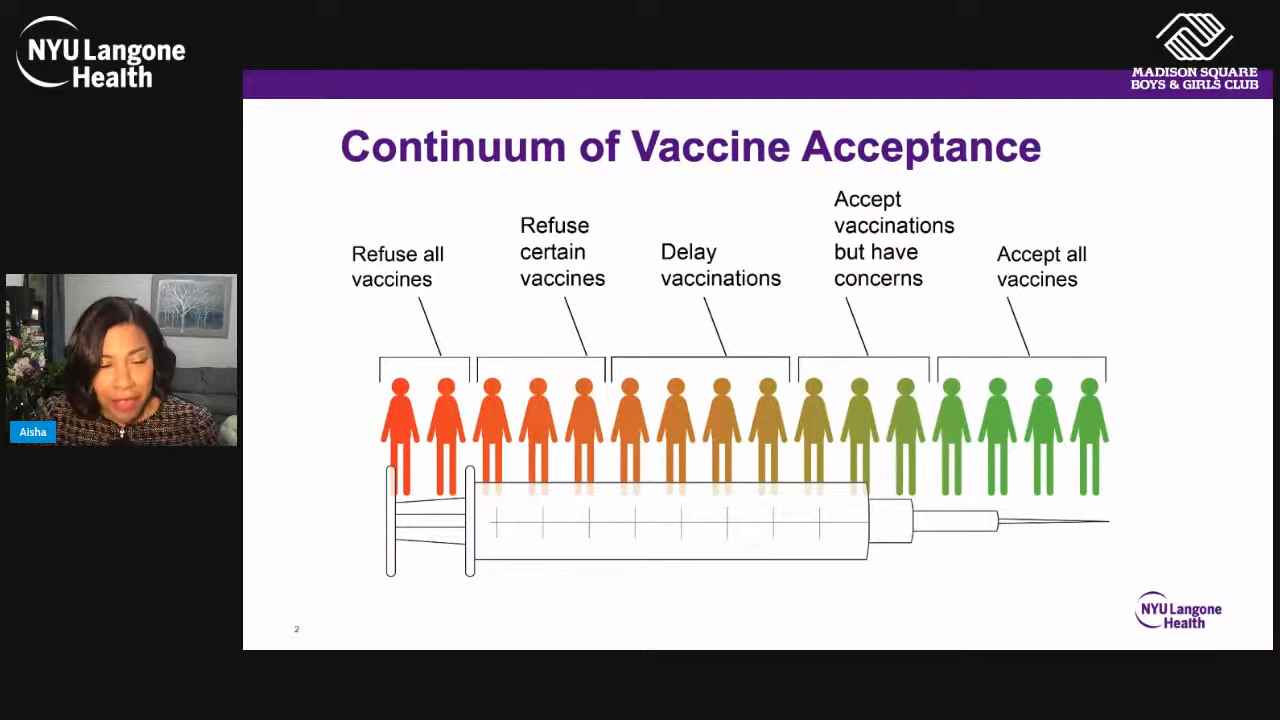 NYU Langone
Health
MADISON SQUARE
BOYS & GIRLS CLUB
Continuum of Vaccine Acceptance
Refuse all
vaccines
Refuse
certain
vaccines
Delay
vaccinations
Accept
vaccinations
but have
concerns
Accept all
vaccines
Aisha
2
NYU Langone
Health